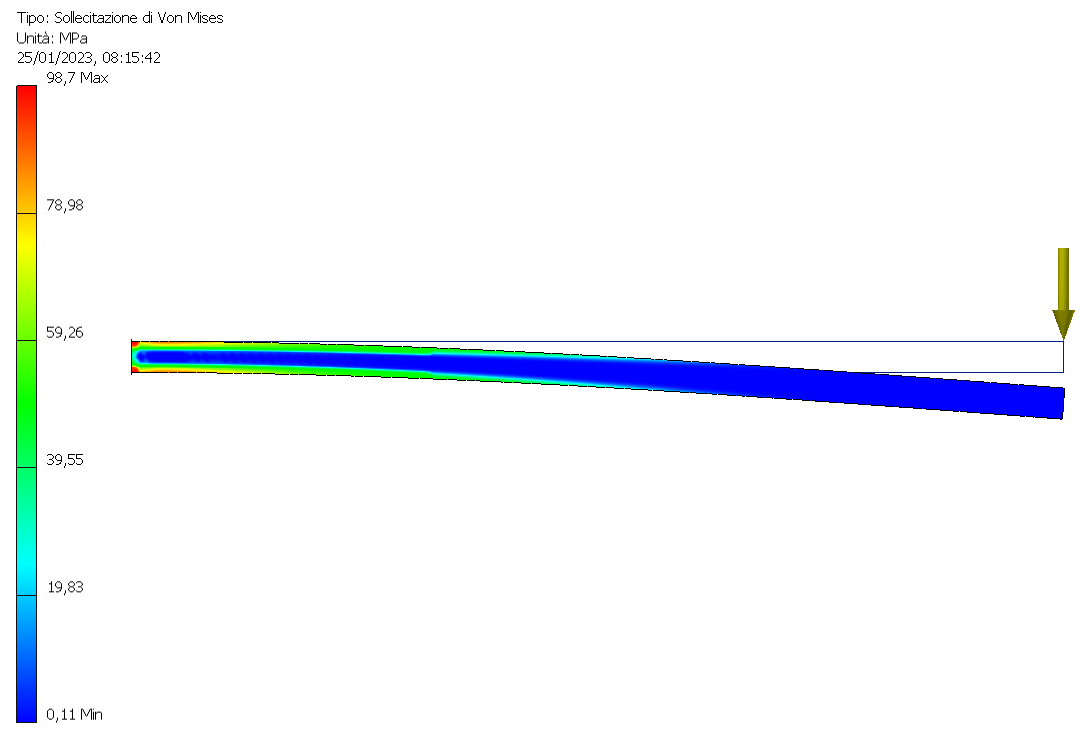 Tipo: Sollecitazione di Von Mises
Unità: MPa
25/01/2023, 08:15:42
98,7 Max
78,98
59,26
39,55
19,83
0,11 Min